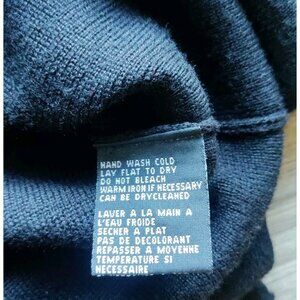 HAND WASH COLD
LAY FLAT TO DRY
DO NOT BLEACH
WARM IRON IF NECESSARY
CAN BE DRYCLEANED
LAVER A LA MAIN A
L'EAU FROIDE
SECHER A PLAT
PAS DE DECOLORANT
REPASSER A MOYENNE
TEMPERATURE SI
NECESSAIRE